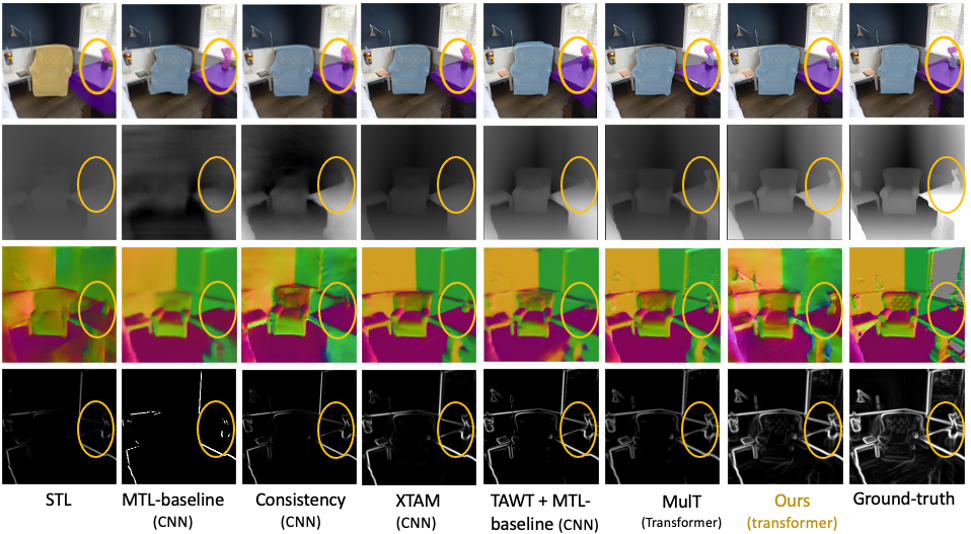 STL MTL-baseline Consistency XTAM TAWT + MTL- MulT Ours Ground-truth
(CNN) (CNN) (CNN) baseline (CNN) (Transformer) (transformer)